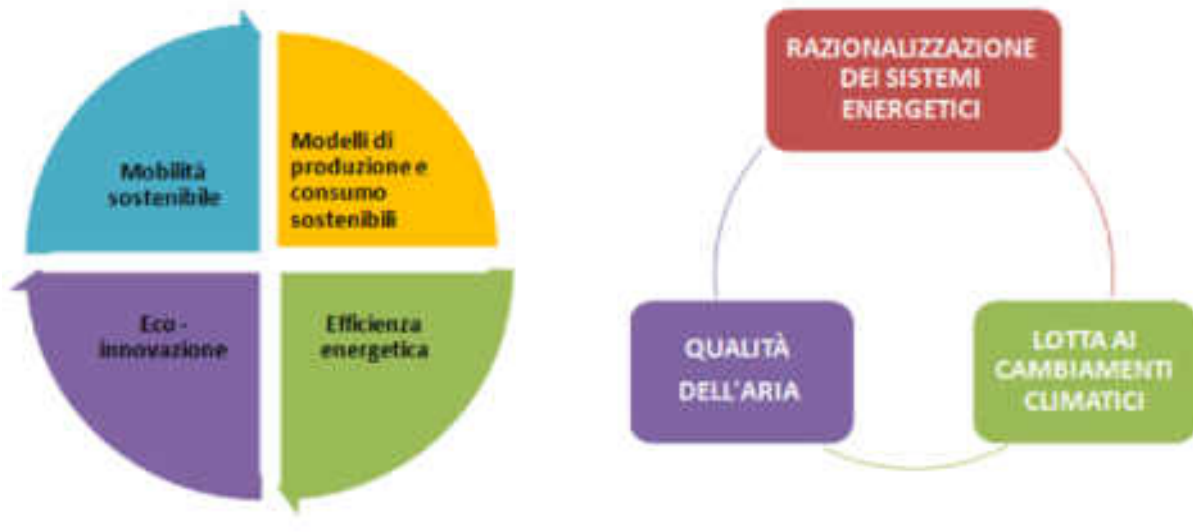 Mobilità
sostenibile
Modelli di
produzione e
consumo
sostenibili
Eco -
innovazione
Efficienza
energetica
RAZIONALIZZAZIONE
DEI SISTEMI
ENERGETICI
QUALITÀ
DELL'ARIA
LOTTA AI
CAMBIAMENTI
CLIMATICI